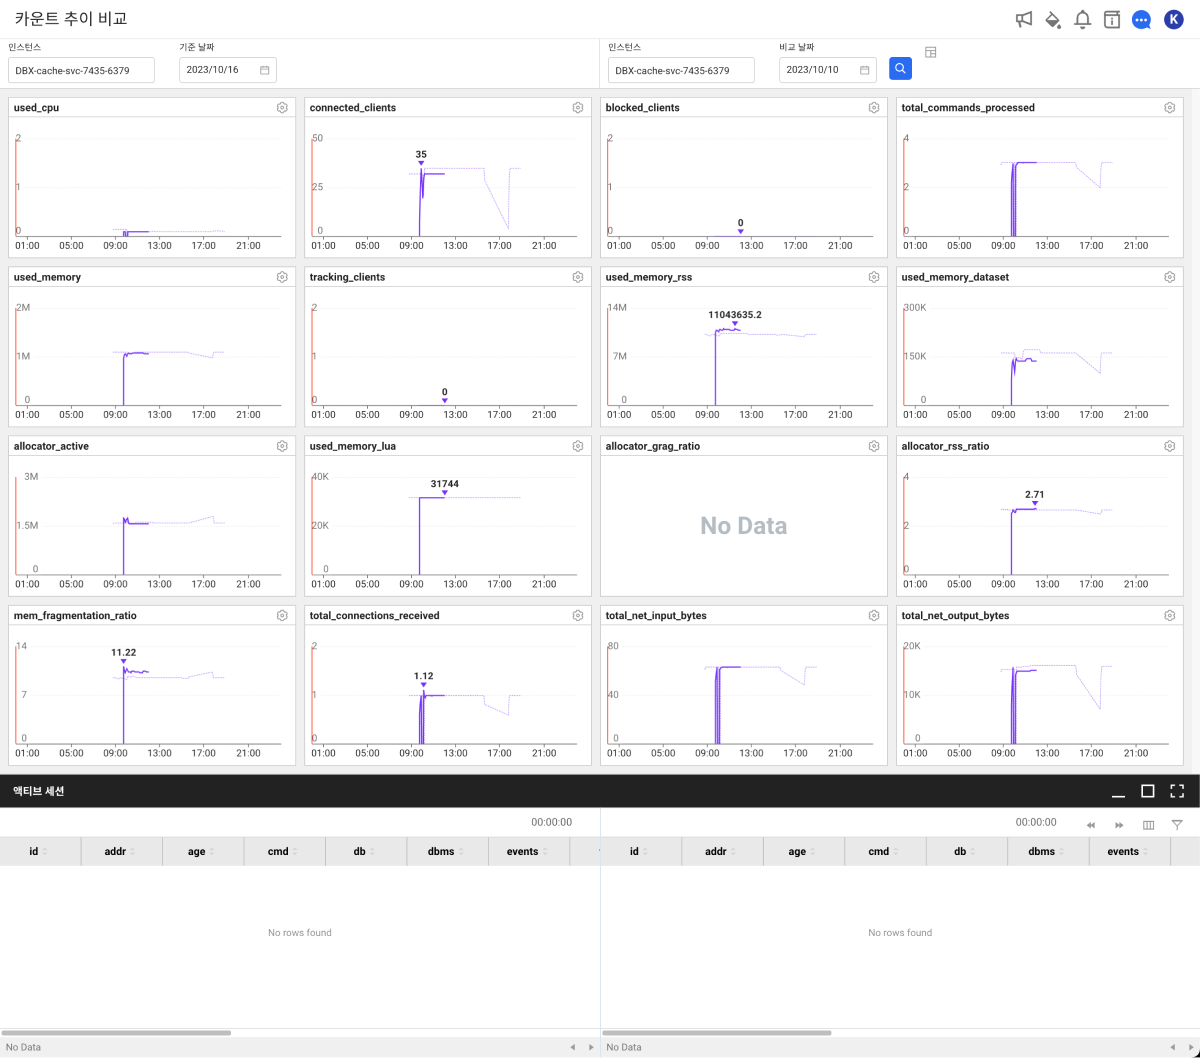 카운트 추이 비교
K
인스턴스
기준 날짜
인스턴스
비교 날짜
DBX-cache-svc-7435-6379
2023/10/16
DBX-cache-svc-7435-6379
2023/10/10
used_cpu
2
1
0
01:00 05:00 09:00 13:00 17:00 21:00
connected_clients
50
35
25
0
01:00 05:00 09:00 13:00 17:00 21:00
blocked_clients
2
1
0
0
01:00 05:00 09:00 13:00 17:00 21:00
total_commands_processed
4
2
0
01:00 05:00 09:00 13:00 17:00 21:00
used_memory
2M
1M
0
01:00 05:00 09:00 13:00 17:00 21:00
tracking_clients
2
1
0
0
01:00 05:00 09:00 13:00 17:00 21:00
used_memory_rss
14M
11043635.2
7M
0
01:00 05:00 09:00 13:00 17:00 21:00
used_memory_dataset
300K
150K
0
01:00 05:00 09:00 13:00 17:00 21:00
allocator_active
3M
1.5M
0
01:00 05:00 09:00 13:00 17:00 21:00
used_memory_lua
40K
31744
20K
0
01:00 05:00 09:00 13:00 17:00 21:00
allocator_grag_ratio
No Data
allocator_rss_ratio
4
2.71
2
0
01:00 05:00 09:00 13:00 17:00 21:00
mem_fragmentation_ratio
14
11.22
7
0
01:00 05:00 09:00 13:00 17:00 21:00
total_connections_received
2
1.12
1
0
01:00 05:00 09:00 13:00 17:00 21:00
total_net_input_bytes
80
40
0
01:00 05:00 09:00 13:00 17:00 21:00
total_net_output_bytes
20K
10K
0
01:00 05:00 09:00 13:00 17:00 21:00
액티브 세션
00:00:00
00:00:00
id addr age cmd db dbms events
id addr age cmd db dbms events
No rows found
No rows found
No Data
No Data